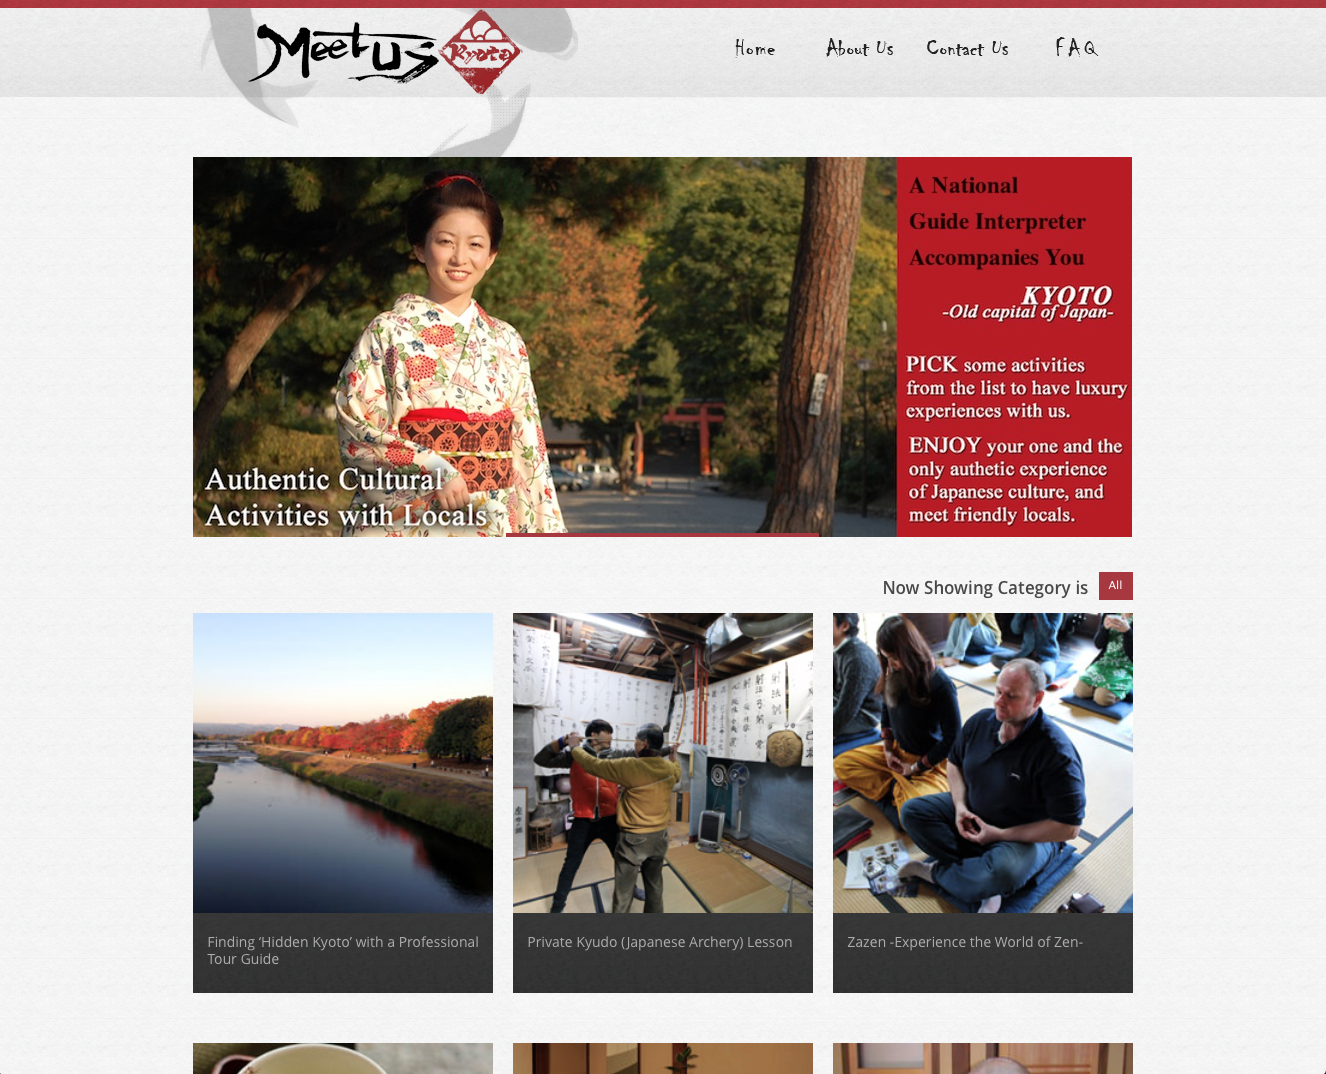 Meet Us Kyoto
Home
About Us
Contact Us
FAQ
A National
Guide Interpreter
Accompanies You
KYOTO
-Old capital of Japan-
PICK some activities
from the list to have luxury
experiences with us.
ENJOY your one and the
only authetic experience
of Japanese culture, and
meet friendly locals.
Authentic Cultural
Activities with Locals
Now Showing Category is
All
Finding ‘Hidden Kyoto’ with a Professional
Tour Guide
Private Kyudo (Japanese Archery) Lesson
Zazen -Experience the World of Zen-